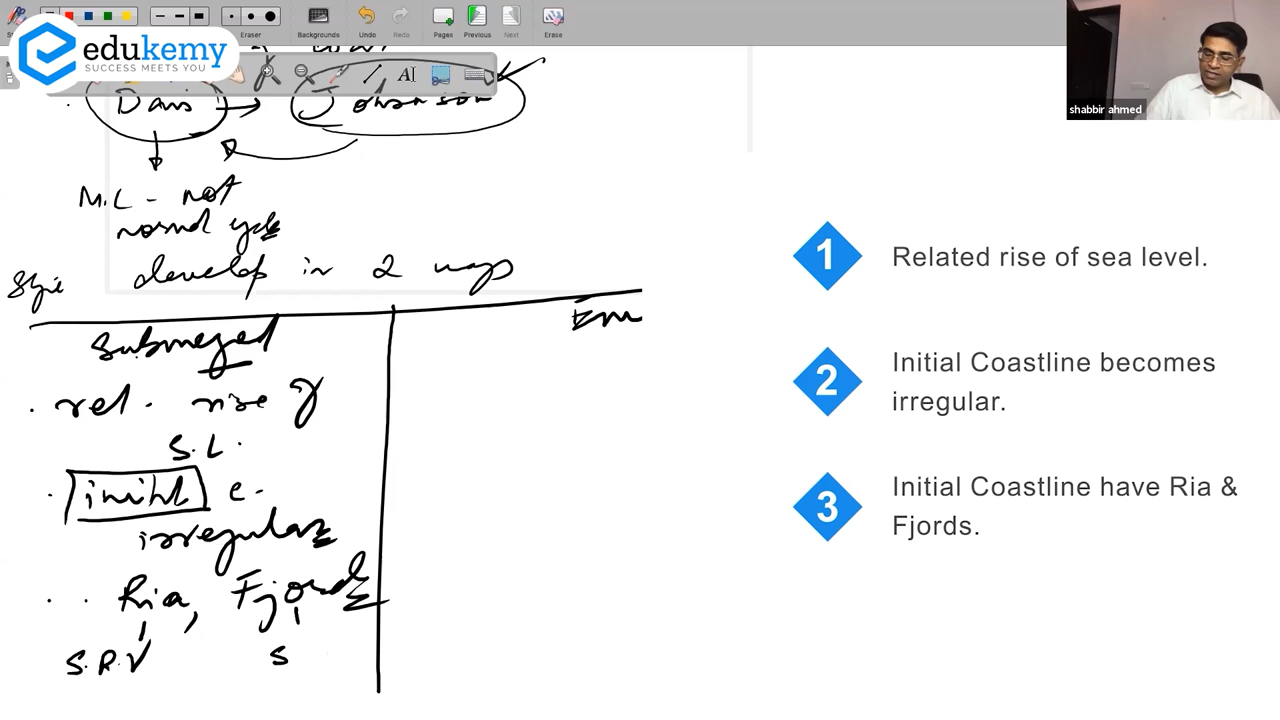 Eraser
Backgrounds
Undo
Redo
Pages
Previous
Next
Erase
edukemy
SUCCESS MEETS YOU
shabbir ahmed
Davis → Johnson
M.L - not
normal cycle
develop in 2 ways
Submerged
Em
. rel. rise of
S.L.
. initial c.
irregular
. . Ria, Fjords
S.R.V
S
1 Related rise of sea level.
2 Initial Coastline becomes
irregular.
3 Initial Coastline have Ria &
Fjords.